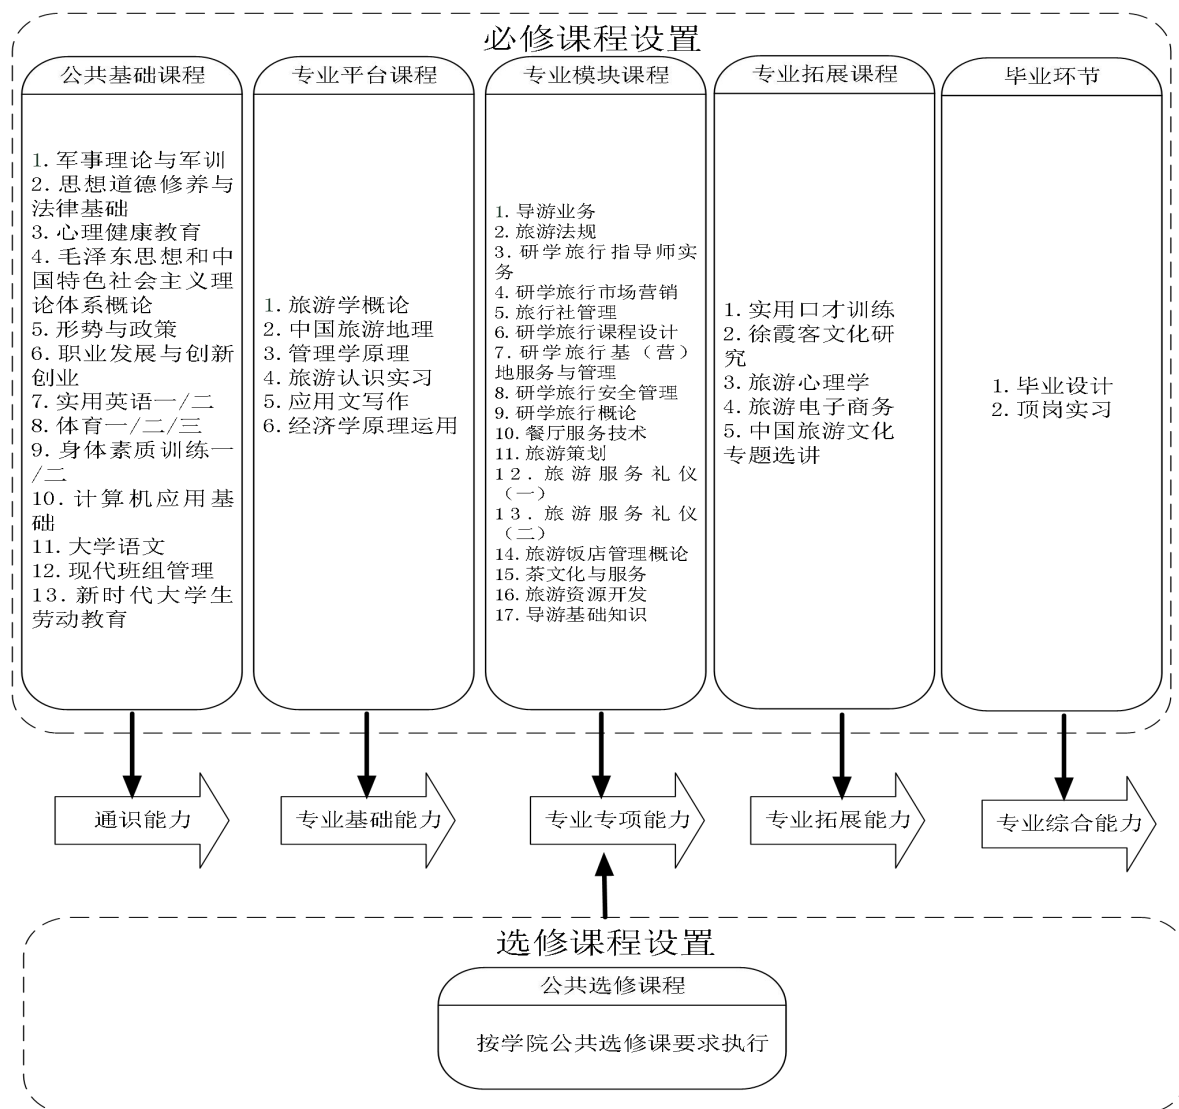 必修课程设置
公共基础课程
1. 军事理论与军训
2. 思想道德修养与
法律基础
3. 心理健康教育
4. 毛泽东思想和中
国特色社会主义理
论体系概论
5. 形势与政策
6. 职业发展与创新
创业
7. 实用英语一/二
8. 体育一/二/三
9. 身体素质训练一
/二
10. 计算机应用基
础
11. 大学语文
12. 现代班组管理
13. 新时代大学生
劳动教育
专业平台课程
1. 旅游学概论
2. 中国旅游地理
3. 管理学原理
4. 旅游认识实习
5. 应用文写作
6. 经济学原理运用
专业模块课程
1. 导游业务
2. 旅游法规
3. 研学旅行指导师实
务
4. 研学旅行市场营销
5. 旅行社管理
6. 研学旅行课程设计
7. 研学旅行基（营）
地服务与管理
8. 研学旅行安全管理
9. 研学旅行概论
10. 餐厅服务技术
11. 旅游策划
12. 旅游服务礼仪
（一）
13. 旅游服务礼仪
（二）
14. 旅游饭店管理概论
15. 茶文化与服务
16. 旅游资源开发
17. 导游基础知识
专业拓展课程
1. 实用口才训练
2. 徐霞客文化研
究
3. 旅游心理学
4. 旅游电子商务
5. 中国旅游文化
专题选讲
毕业环节
1. 毕业设计
2. 顶岗实习
通识能力
专业基础能力
专业专项能力
专业拓展能力
专业综合能力
选修课程设置
公共选修课程
按学院公共选修课要求执行